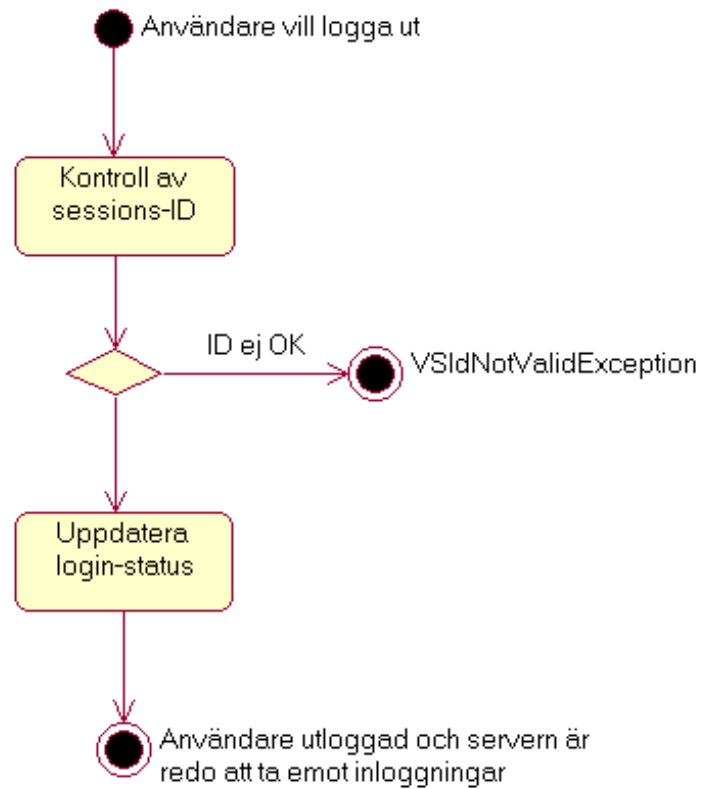 Användare vill logga ut
Kontroll av
sessions-ID
ID ej OK
VSIdNotValidException
Uppdatera
login-status
Användare utloggad och servern är
redo att ta emot inloggningar